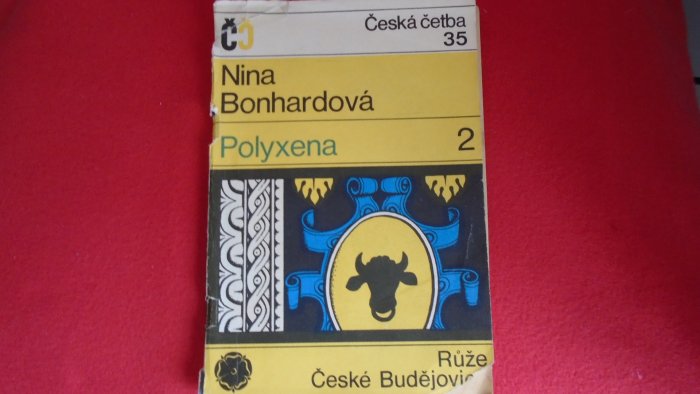 ČČ
Česká četba
35
Nina
Bonhardová
Polyxena 2
Růže
České Budějovic